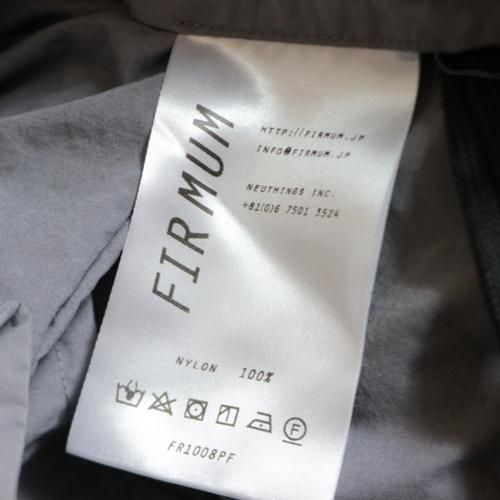 FIRMUM
HTTP://FIRMUM.JP
INFO@FIRMUM.JP
NEUTHINGS INC.
+81(0)6 7501 3524
NYLON 100%
F
FR1008PF